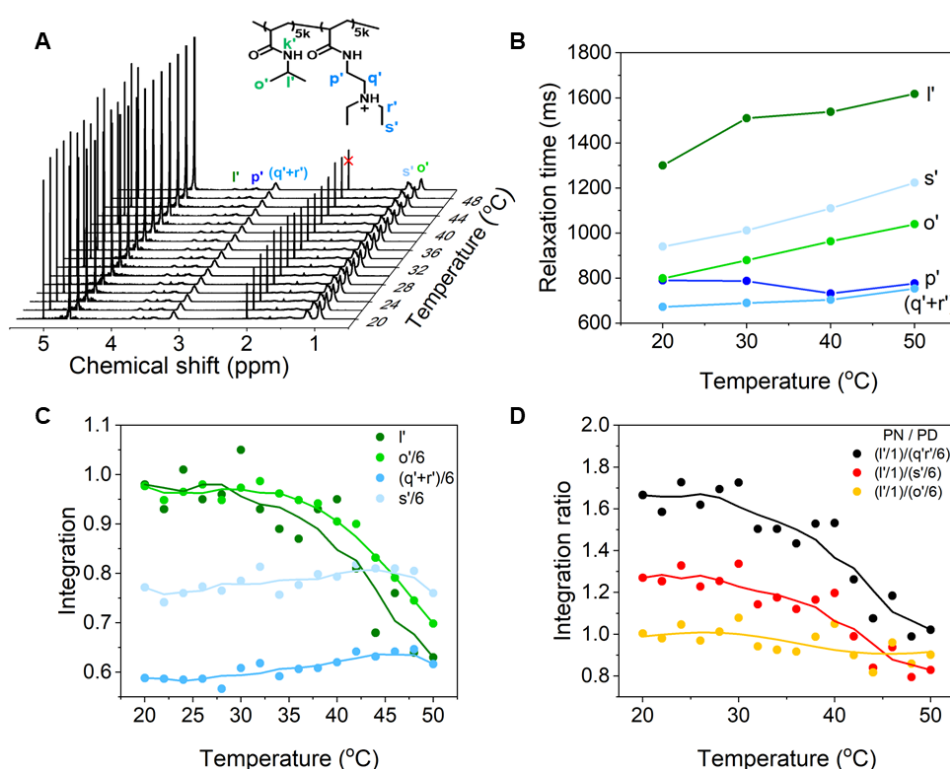 A
5k
5k
O
NH
k'
o'
l'
O
NH
p'
q'
NH
+
r'
s'
l'
p'
(q'+r')
×
s'
o'
48
44
40
36
32
28
24
20
Temperature (°C)
5
4
3
2
1
Chemical shift (ppm)
B
Relaxation time (ms)
1600
1400
1200
1000
800
600
l'
s'
o'
p'
(q'+r')
20
30
40
50
Temperature (°C)
C
Integration
1.1
1.0
0.9
0.8
0.7
0.6
l'
o'/6
(q'+r')/6
s'/6
20 25 30 35 40 45 50
Temperature (°C)
D
Integration ratio
2.0
1.8
1.6
1.4
1.2
1.0
0.8
PN / PD
(l'/1)/(q'r'/6)
(l'/1)/(s'/6)
(l'/1)/(o'/6)
20
30
40
50
Temperature (°C)